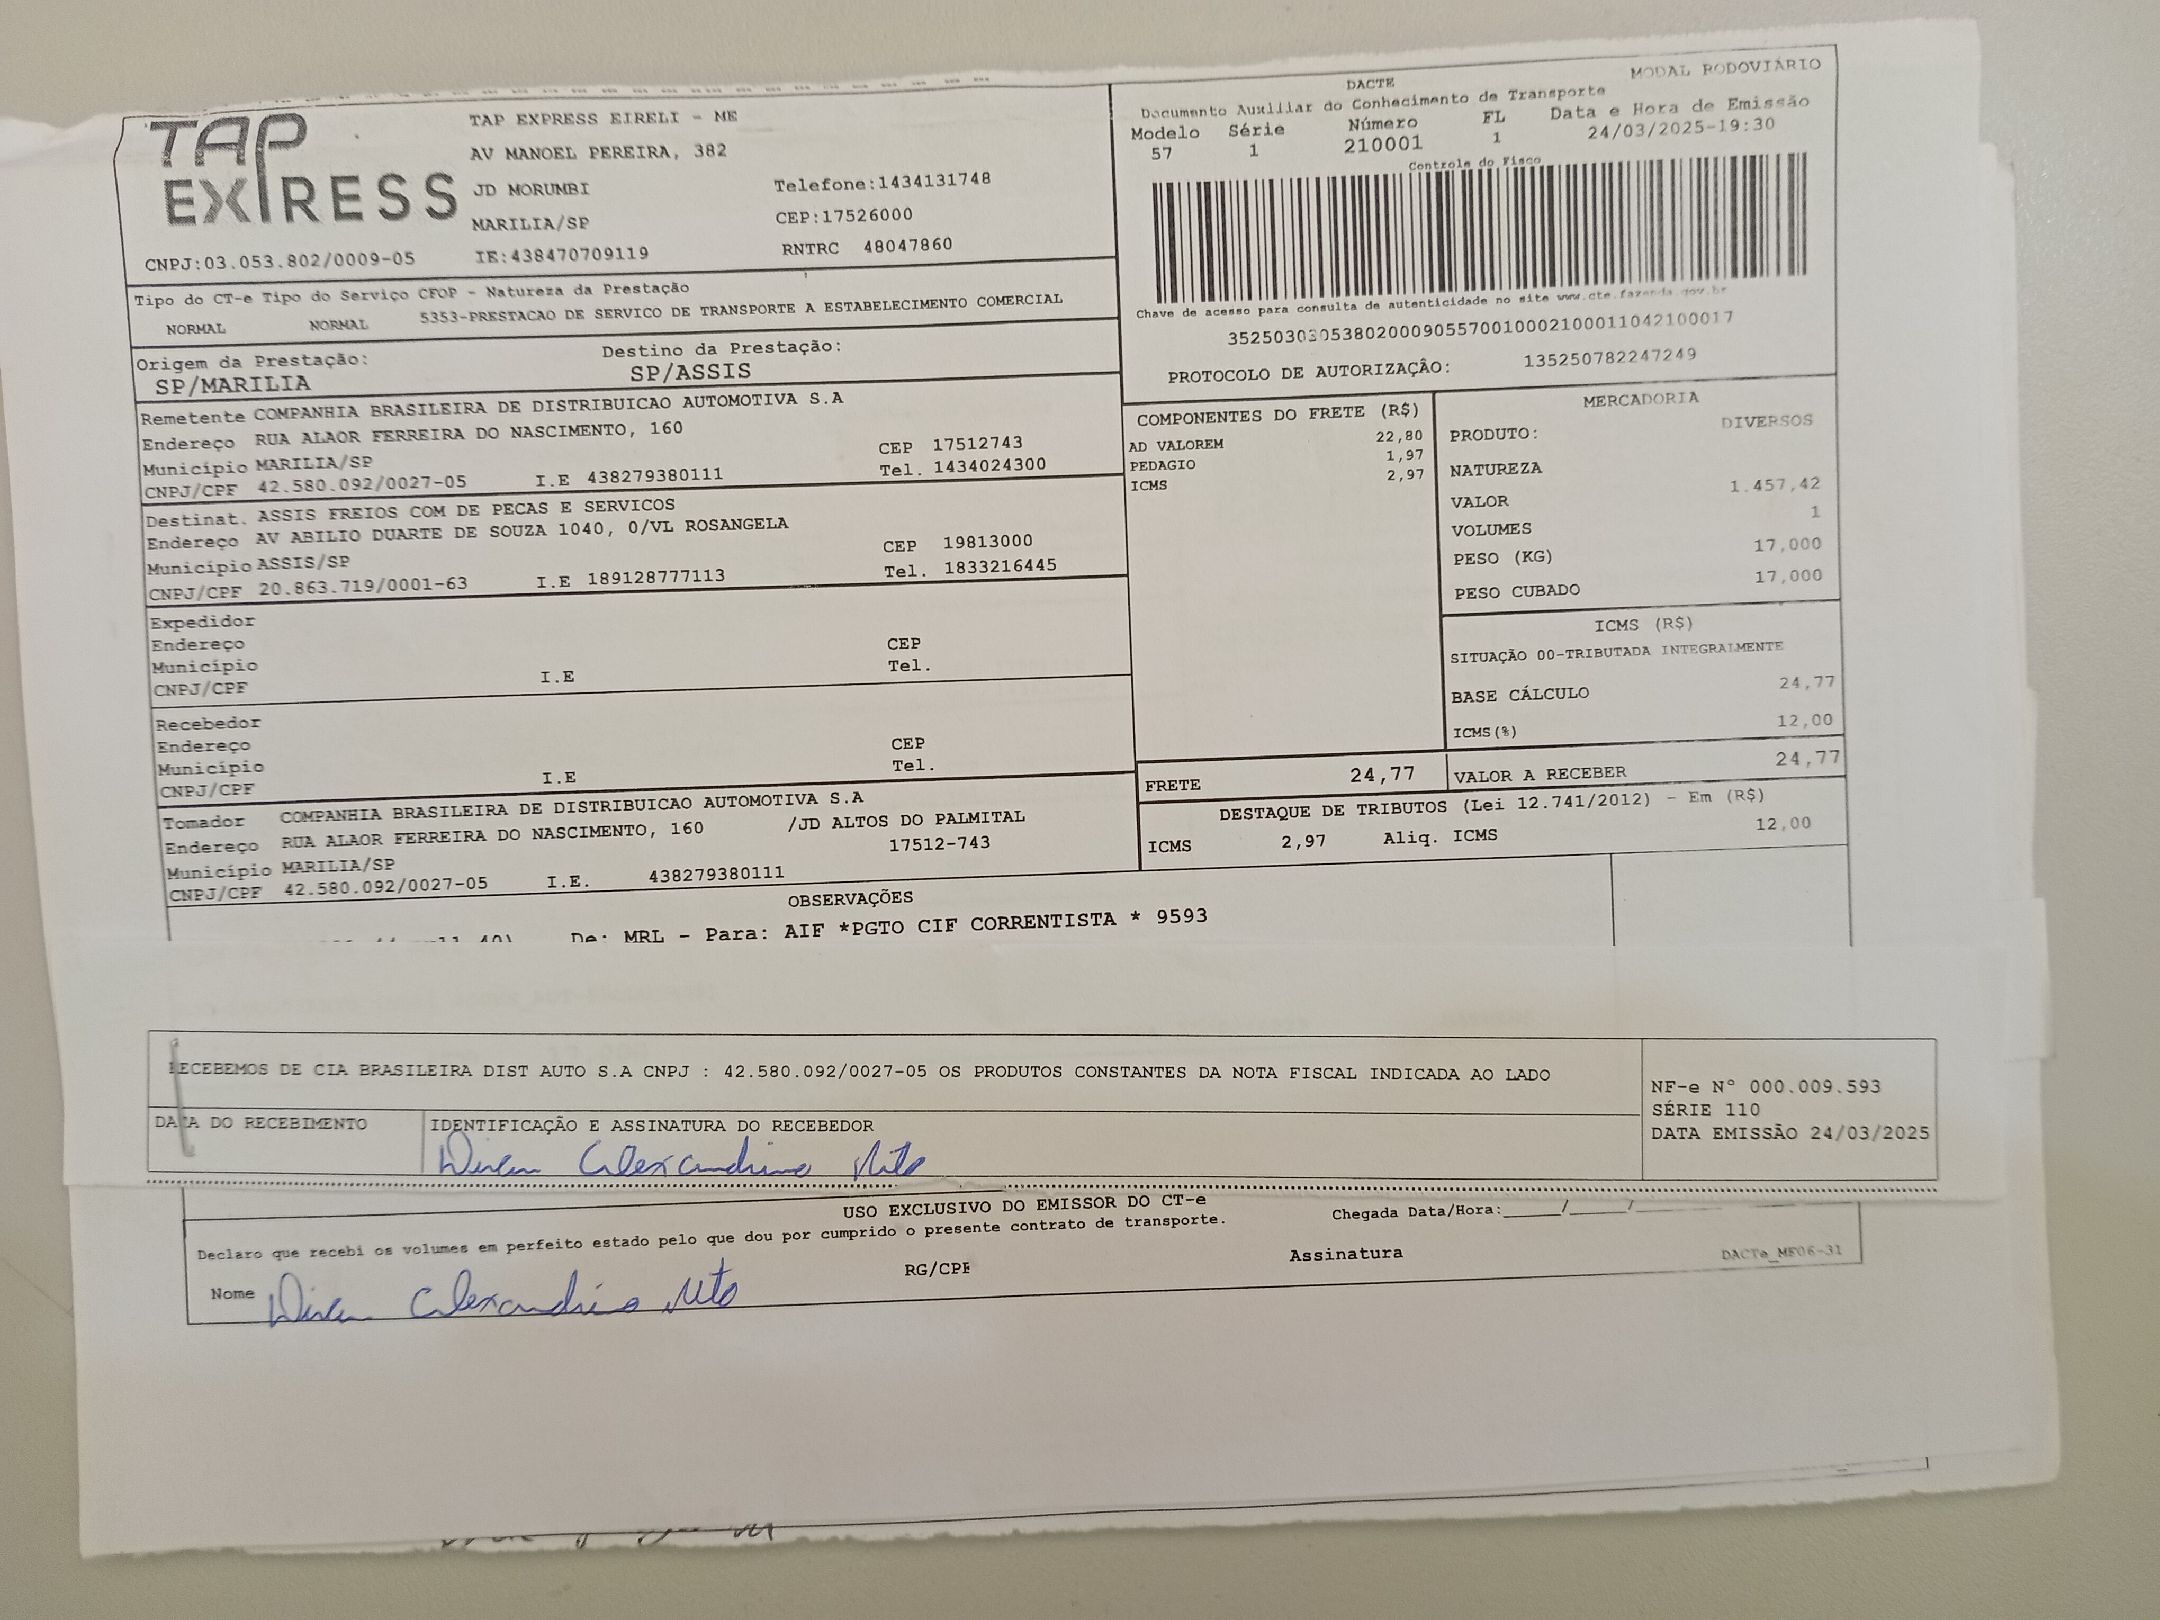 TAP EXPRESS
TAP EXPRESS EIRELI - ME
AV MANOEL PEREIRA, 382
JD MORUMBI Telefone:1434131748
MARILIA/SP CEP:17526000
CNPJ:03.053.802/0009-05 IE:438470709119 RNTRC 48047860
DACTE MODAL RODOVIÁRIO
Documento Auxiliar do Conhecimento de Transporte
Modelo Série Número FL Data e Hora de Emissão
57 1 210001 1 24/03/2025-19:30
Controle do Fisco
Chave de acesso para consulta de autenticidade no site www.cte.fazenda.gov.br
35250303053802000905570010002100011042100017
PROTOCOLO DE AUTORIZAÇÃO: 135250782247249
Tipo do CT-e Tipo do Serviço CFOP - Natureza da Prestação
NORMAL NORMAL 5353-PRESTACAO DE SERVICO DE TRANSPORTE A ESTABELECIMENTO COMERCIAL
Origem da Prestação: Destino da Prestação:
SP/MARILIA SP/ASSIS
Remetente COMPANHIA BRASILEIRA DE DISTRIBUICAO AUTOMOTIVA S.A
Endereço RUA ALAOR FERREIRA DO NASCIMENTO, 160 CEP 17512743
Município MARILIA/SP Tel. 1434024300
CNPJ/CPF 42.580.092/0027-05 I.E 438279380111
Destinat. ASSIS FREIOS COM DE PECAS E SERVICOS
Endereço AV ABILIO DUARTE DE SOUZA 1040, 0/VL ROSANGELA
Município ASSIS/SP CEP 19813000
CNPJ/CPF 20.863.719/0001-63 I.E 189128777113 Tel. 1833216445
Expedidor
Endereço CEP
Município Tel.
CNPJ/CPF I.E
Recebedor
Endereço CEP
Município Tel.
CNPJ/CPF I.E
Tomador COMPANHIA BRASILEIRA DE DISTRIBUICAO AUTOMOTIVA S.A
Endereço RUA ALAOR FERREIRA DO NASCIMENTO, 160 /JD ALTOS DO PALMITAL
Município MARILIA/SP 17512-743
CNPJ/CPF 42.580.092/0027-05 I.E. 438279380111
COMPONENTES DO FRETE (R$)
AD VALOREM 22,80
PEDAGIO 1,97
ICMS 2,97
MERCADORIA
PRODUTO: DIVERSOS
NATUREZA
VALOR 1.457,42
VOLUMES 1
PESO (KG) 17,000
PESO CUBADO 17,000
ICMS (R$)
SITUAÇÃO 00-TRIBUTADA INTEGRALMENTE
BASE CÁLCULO 24,77
ICMS(%) 12,00
FRETE 24,77 VALOR A RECEBER 24,77
DESTAQUE DE TRIBUTOS (Lei 12.741/2012) - Em (R$)
ICMS 2,97 Aliq. ICMS 12,00
OBSERVAÇÕES
De: MRL - Para: AIF *PGTO CIF CORRENTISTA * 9593
RECEBEMOS DE CIA BRASILEIRA DIST AUTO S.A CNPJ : 42.580.092/0027-05 OS PRODUTOS CONSTANTES DA NOTA FISCAL INDICADA AO LADO
NF-e N° 000.009.593
SÉRIE 110
DATA EMISSÃO 24/03/2025
DATA DO RECEBIMENTO IDENTIFICAÇÃO E ASSINATURA DO RECEBEDOR
Alexandrino Neto
USO EXCLUSIVO DO EMISSOR DO CT-e
Declaro que recebi os volumes em perfeito estado pelo que dou por cumprido o presente contrato de transporte. Chegada Data/Hora:_____/_____/
Nome Alexandrino Neto RG/CPF Assinatura DACTe_MF06-31